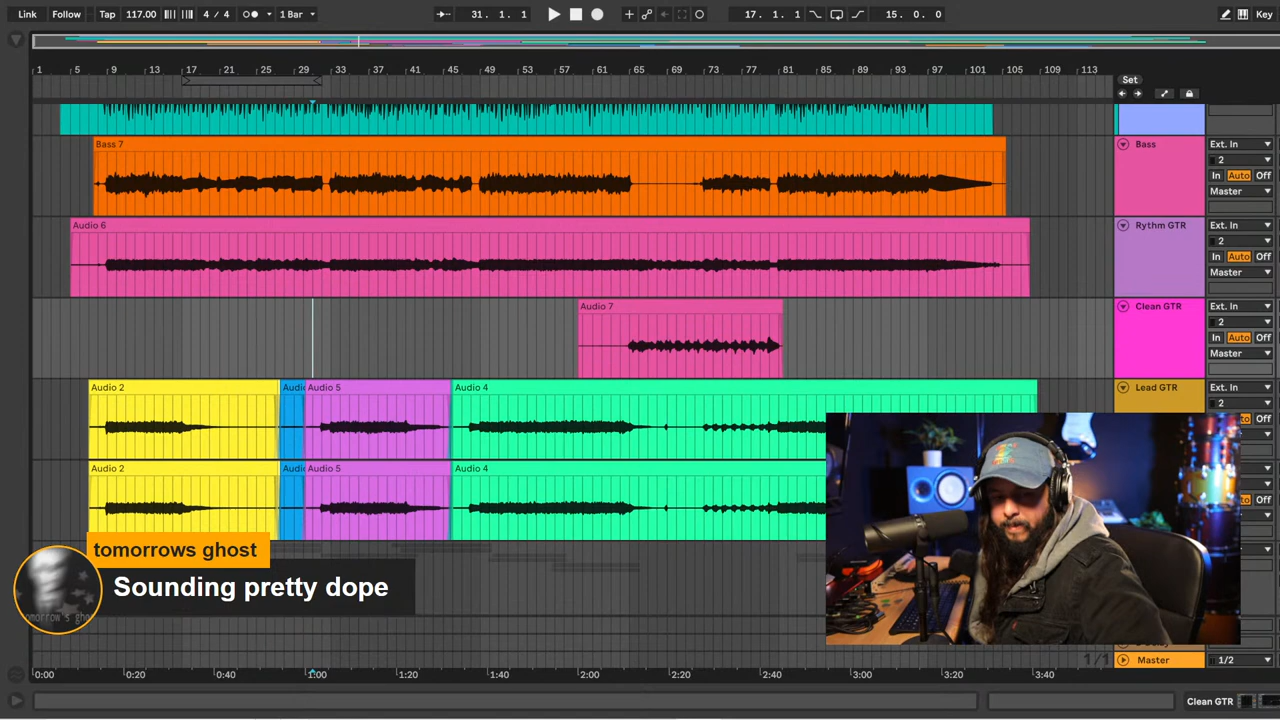 Link Follow Tap 117.00 4 / 4 1 Bar 31. 1. 1 17. 1. 1 15. 0. 0 Key
1 5 9 13 17 21 25 29 33 37 41 45 49 53 57 61 65 69 73 77 81 85 89 93 97 101 105 109 113
Set
Bass 7 Bass Ext. In
2
In Auto Off
Master
Audio 6 Rythm GTR Ext. In
2
In Auto Off
Master
Audio 7 Clean GTR Ext. In
2
In Auto Off
Master
Audio 2 Audio Audio 5 Audio 4 Lead GTR Ext. In
2
Audio 2 Audio Audio 5 Audio 4
tomorrows ghost
Sounding pretty dope
1/1 Master 1/2
0:00 0:20 0:40 1:00 1:20 1:40 2:00 2:20 2:40 3:00 3:20 3:40
Clean GTR